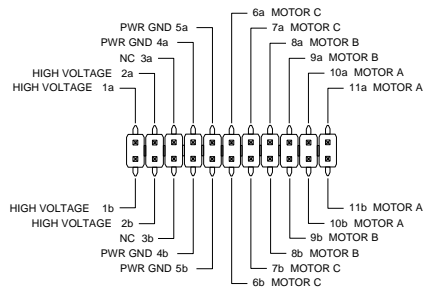 6a MOTOR C
PWR GND 5a 7a MOTOR C
PWR GND 4a 8a MOTOR B
NC 3a 9a MOTOR B
HIGH VOLTAGE 2a 10a MOTOR A
HIGH VOLTAGE 1a 11a MOTOR A
HIGH VOLTAGE 1b 11b MOTOR A
HIGH VOLTAGE 2b 10b MOTOR A
NC 3b 9b MOTOR B
PWR GND 4b 8b MOTOR B
PWR GND 5b 7b MOTOR C
6b MOTOR C